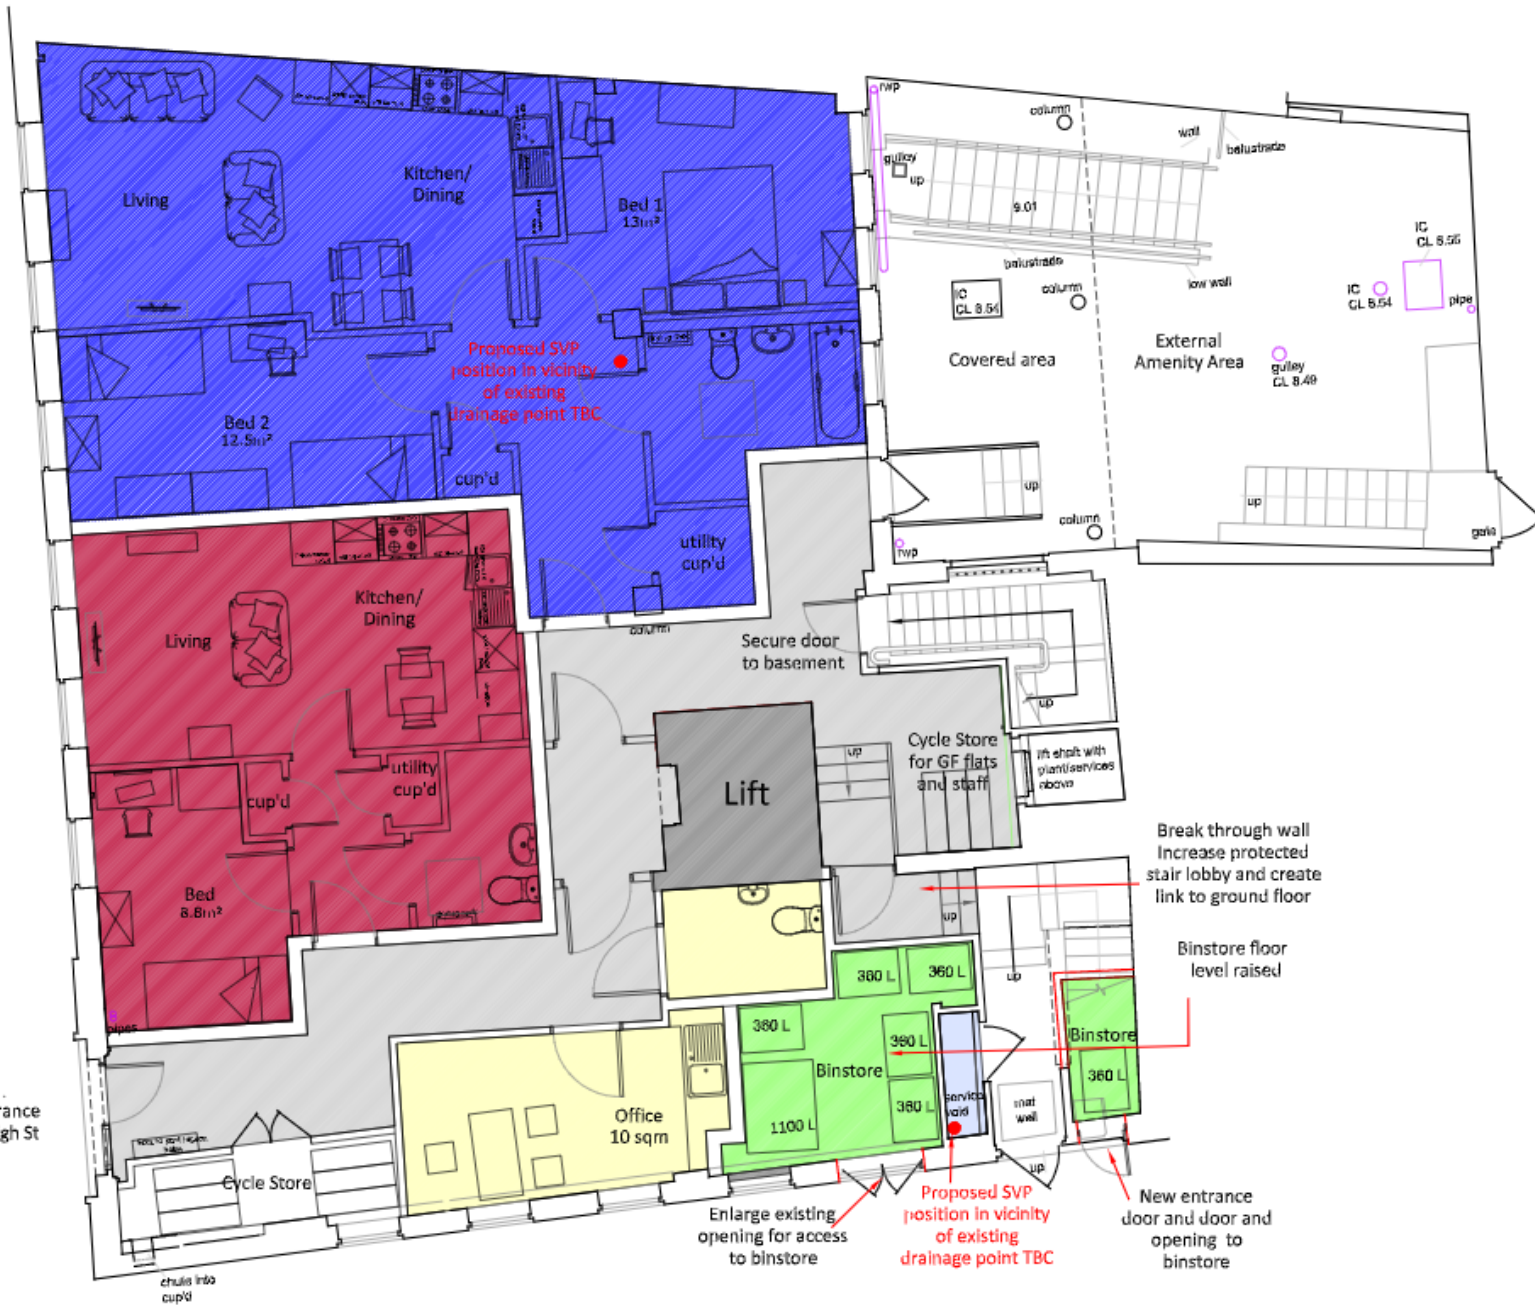 rwp
column
wall
balustrade
gulley
up
9.01
Living
Kitchen/
Dining
Bed 1
13m²
balustrade
low wall
IC
CL 8.55
IC
CL 8.54
IC
CL 8.54
pipe
column
Covered area
External
Amenity Area
gulley
CL 8.49
Proposed SVP
position in vicinity
of existing
drainage point TBC
Bed 2
12.5m²
cup'd
up
up
column
gate
rwp
utility
cup'd
column
Living
Kitchen/
Dining
Secure door
to basement
up
Lift
up
Cycle Store
for GF flats
and staff
lift shaft with
plant/services
above
cup'd
utility
cup'd
Bed
8.8m²
Break through wall
Increase protected
stair lobby and create
link to ground floor
up
Binstore floor
level raised
360 L
360 L
up
pipes
360 L
360 L
Binstore
Binstore
360 L
360 L
1100 L
service
void
mat
well
Office
10 sqm
rance
gh St
Cycle Store
up
Enlarge existing
opening for access
to binstore
Proposed SVP
position in vicinity
of existing
drainage point TBC
New entrance
door and door and
opening to
binstore
chute into
cup'd